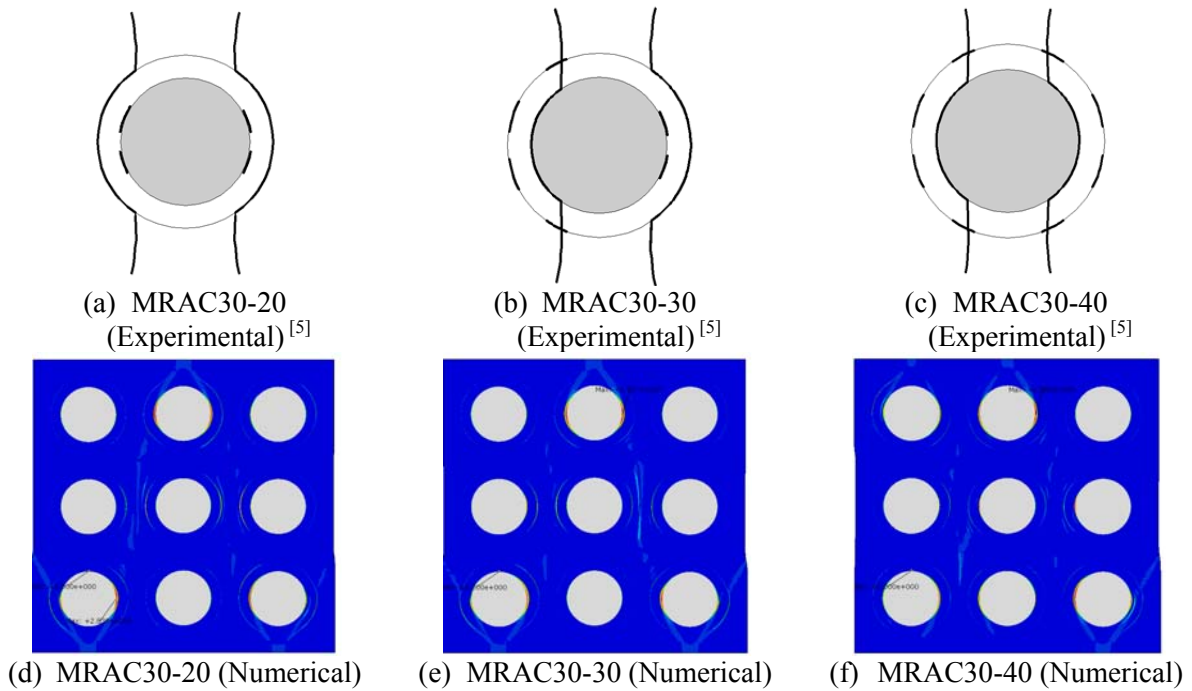 (a) MRAC30-20
(Experimental) [5]
(b) MRAC30-30
(Experimental) [5]
(c) MRAC30-40
(Experimental) [5]
(d) MRAC30-20 (Numerical)
(e) MRAC30-30 (Numerical)
(f) MRAC30-40 (Numerical)